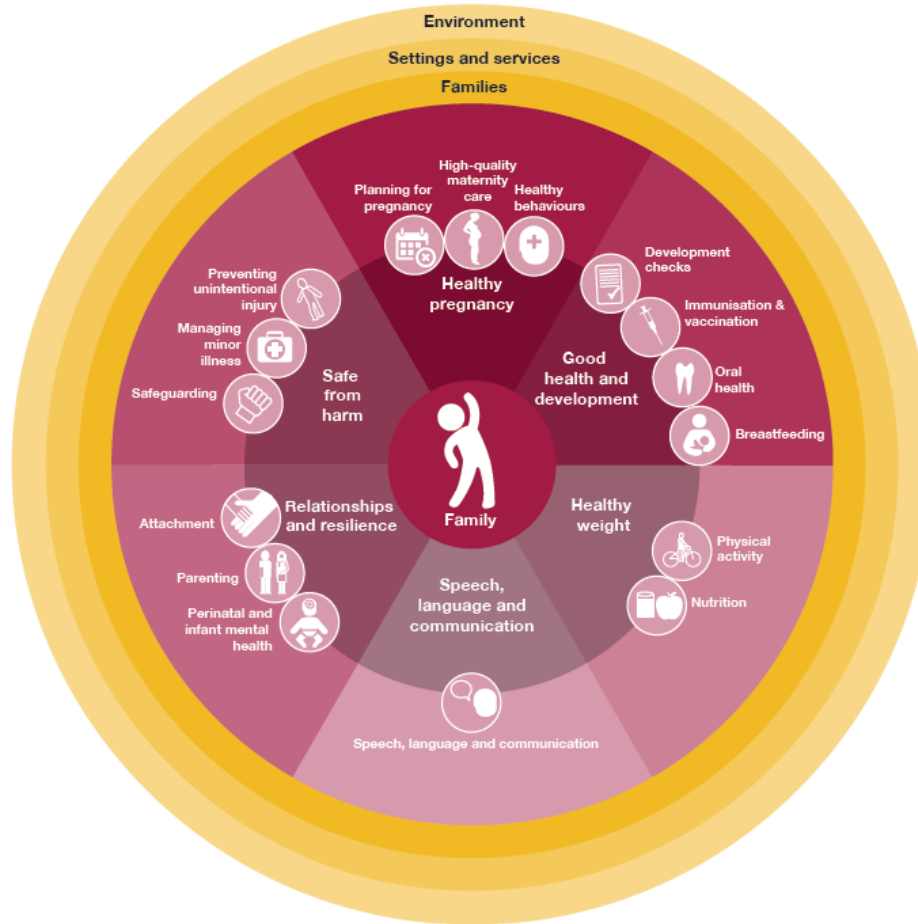 Environment
Settings and services
Families
High-quality
maternity
care
Planning for
pregnancy
Healthy
behaviours
Healthy
pregnancy
Development
checks
Immunisation &
vaccination
Oral
health
Breastfeeding
Good
health and
development
Preventing
unintentional
injury
Managing
minor
illness
Safeguarding
Safe
from
harm
Family
Relationships
and resilience
Attachment
Parenting
Perinatal and
infant mental
health
Healthy
weight
Physical
activity
Nutrition
Speech,
language and
communication
Speech, language and communication